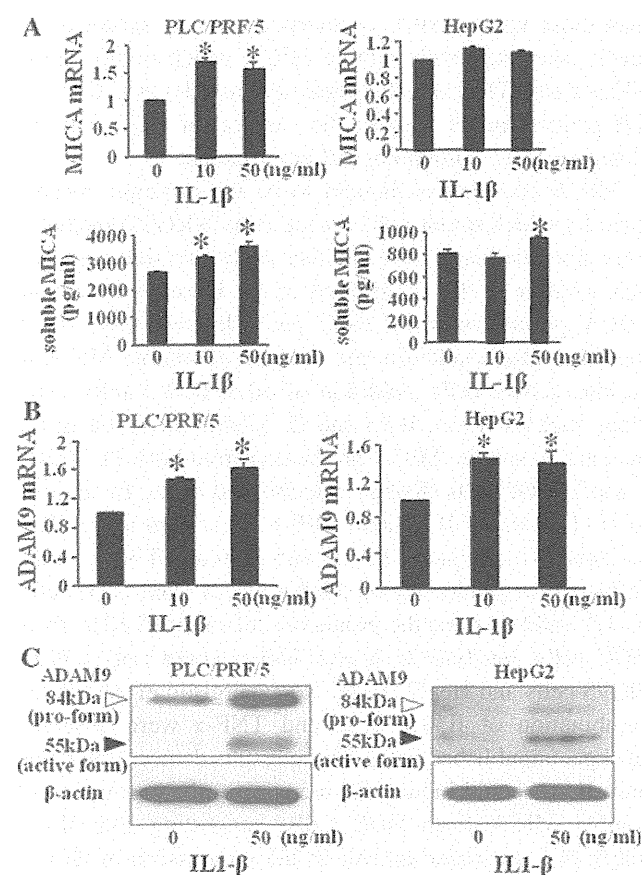 A
PLC/PRF/5
HepG2
MICA mRNA
2
1.5
1
0.5
0
*
*
0 10 50(ng/ml)
IL-1β
MICA mRNA
1.2
1
0.8
0.6
0.4
0.2
0
0 10 50(ng/ml)
IL-1β
soluble MICA
(pg/ml)
4000
3000
2000
1000
0
*
*
0 10 50(ng/ml)
IL-1β
soluble MICA
(pg/ml)
1000
800
600
400
200
0
*
0 10 50(ng/ml)
IL-1β
B
PLC/PRF/5
HepG2
ADAM9 mRNA
2
1.6
1.2
0.8
0.4
0
*
*
0 10 50(ng/ml)
IL-1β
ADAM9 mRNA
1.6
1.2
0.8
0.4
0
*
*
0 10 50(ng/ml)
IL-1β
C
ADAM9
PLC/PRF/5
84kDa
(pro-form)
55kDa
(active form)
β-actin
0 50 (ng/ml)
IL1-β
ADAM9
HepG2
84kDa
(pro-form)
55kDa
(active form)
β-actin
0 50 (ng/ml)
IL1-β